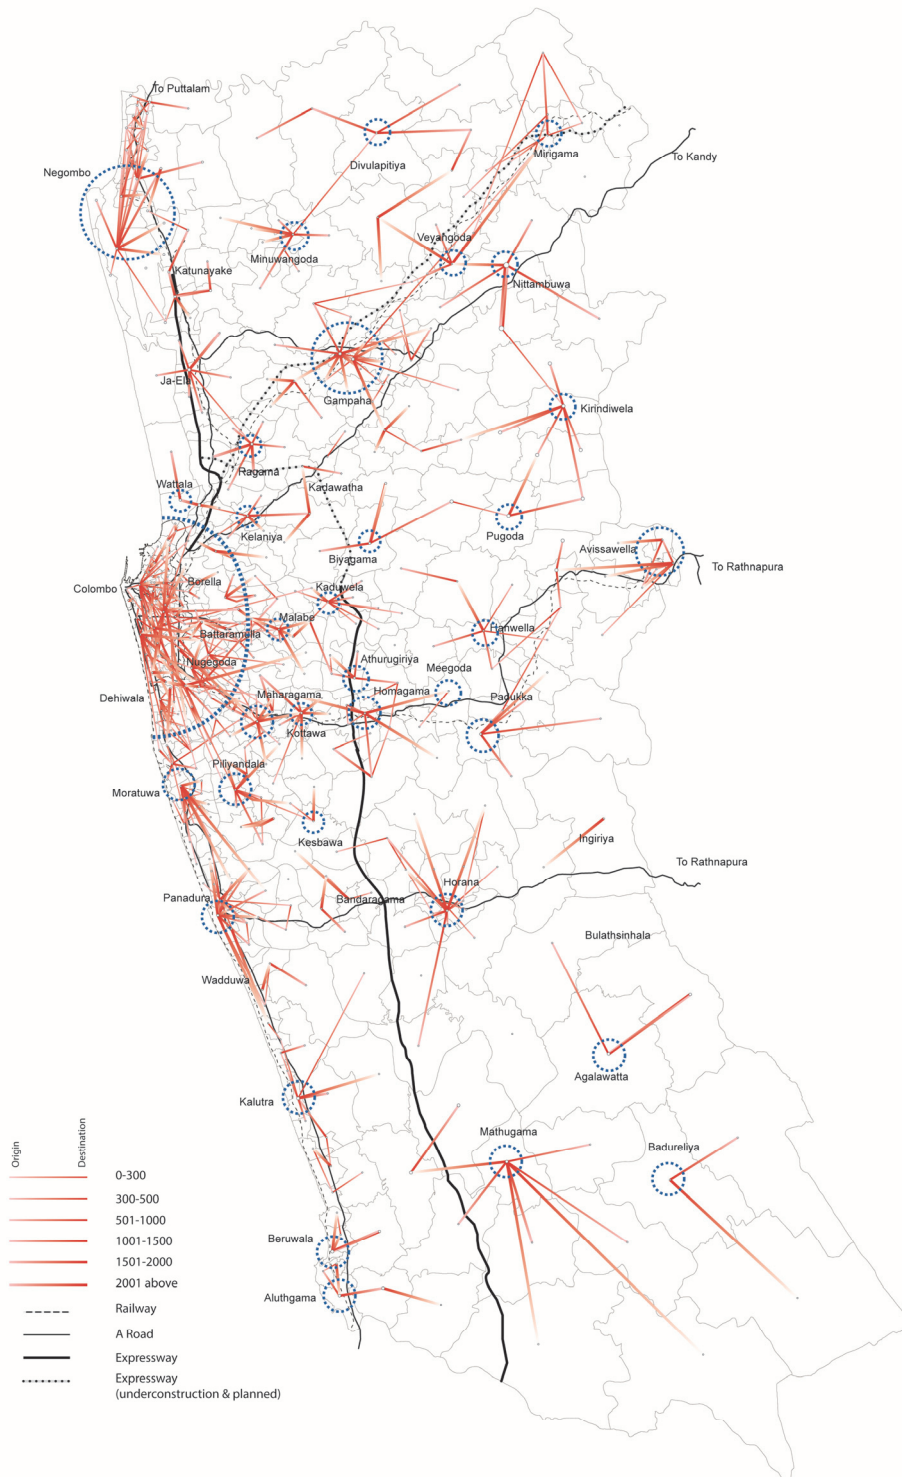 To Puttalam
Mirigama
To Kandy
Divulapitiya
Negombo
Veyangoda
Minuwangoda
Katunayake
Nittambuwa
Ja-Ela
Gampaha
Kirindiwela
Ragama
Wattala
Kadawatha
Kelaniya
Pugoda
Biyagama
Avissawella
To Rathnapura
Colombo
Borella
Kaduwela
Malabe
Battaramulla
Hanwella
Nugegoda
Athurugiriya
Meegoda
Dehiwala
Maharagama
Homagama
Padukka
Kottawa
Piliyandala
Moratuwa
Kesbawa
Ingiriya
To Rathnapura
Horana
Panadura
Bandaragama
Bulathsinhala
Wadduwa
Agalawatta
Kalutra
Mathugama
Badureliya
Beruwala
Aluthgama
Origin
Destination
0-300
300-500
501-1000
1001-1500
1501-2000
2001 above
Railway
A Road
Expressway
Expressway
(underconstruction & planned)